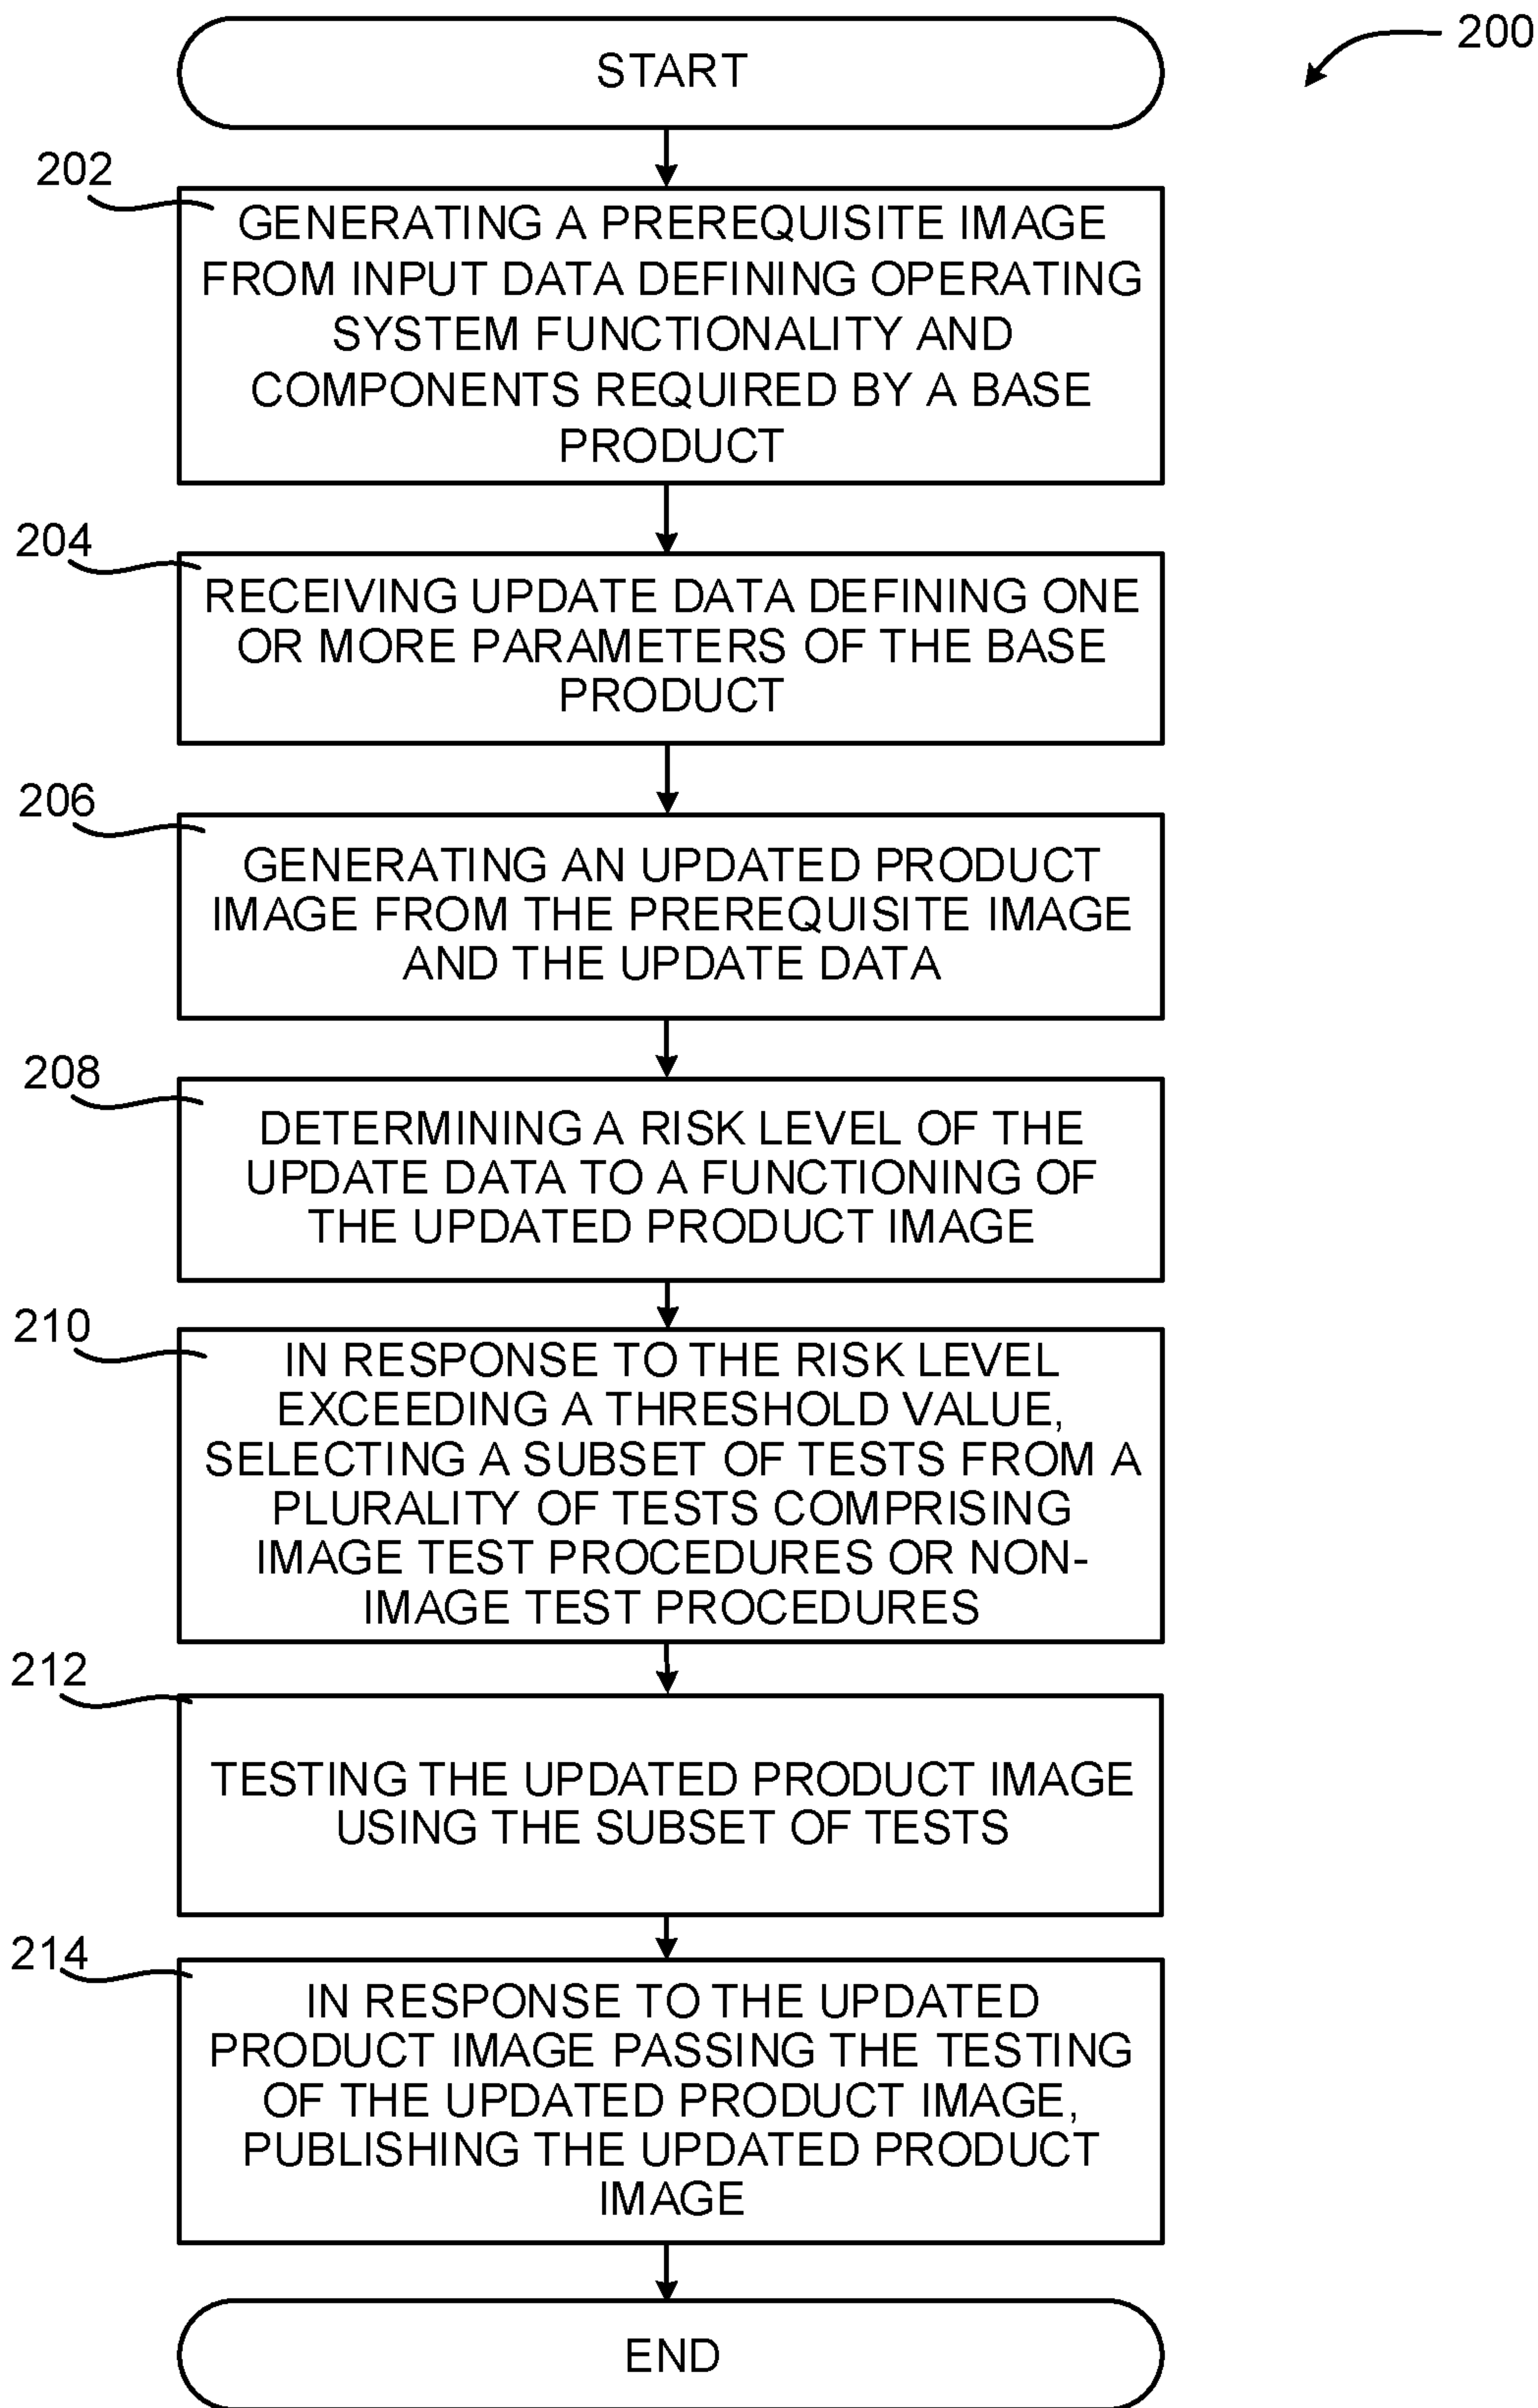 START
200
202
GENERATING A PREREQUISITE IMAGE
FROM INPUT DATA DEFINING OPERATING
SYSTEM FUNCTIONALITY AND
COMPONENTS REQUIRED BY A BASE
PRODUCT
204
RECEIVING UPDATE DATA DEFINING ONE
OR MORE PARAMETERS OF THE BASE
PRODUCT
206
GENERATING AN UPDATED PRODUCT
IMAGE FROM THE PREREQUISITE IMAGE
AND THE UPDATE DATA
208
DETERMINING A RISK LEVEL OF THE
UPDATE DATA TO A FUNCTIONING OF
THE UPDATED PRODUCT IMAGE
210
IN RESPONSE TO THE RISK LEVEL
EXCEEDING A THRESHOLD VALUE,
SELECTING A SUBSET OF TESTS FROM A
PLURALITY OF TESTS COMPRISING
IMAGE TEST PROCEDURES OR NON-
IMAGE TEST PROCEDURES
212
TESTING THE UPDATED PRODUCT IMAGE
USING THE SUBSET OF TESTS
214
IN RESPONSE TO THE UPDATED
PRODUCT IMAGE PASSING THE TESTING
OF THE UPDATED PRODUCT IMAGE,
PUBLISHING THE UPDATED PRODUCT
IMAGE
END